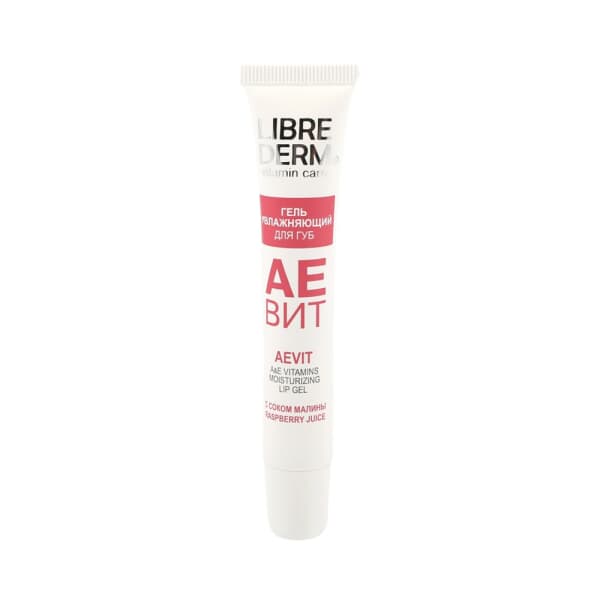 LIBRE
DERM
vitamin care
ГЕЛЬ
УВЛАЖНЯЮЩИЙ
ДЛЯ ГУБ
АЕ
ВИТ
AEVIT
A&E VITAMINS
MOISTURIZING
LIP GEL
С СОКОМ МАЛИНЫ
RASPBERRY JUICE